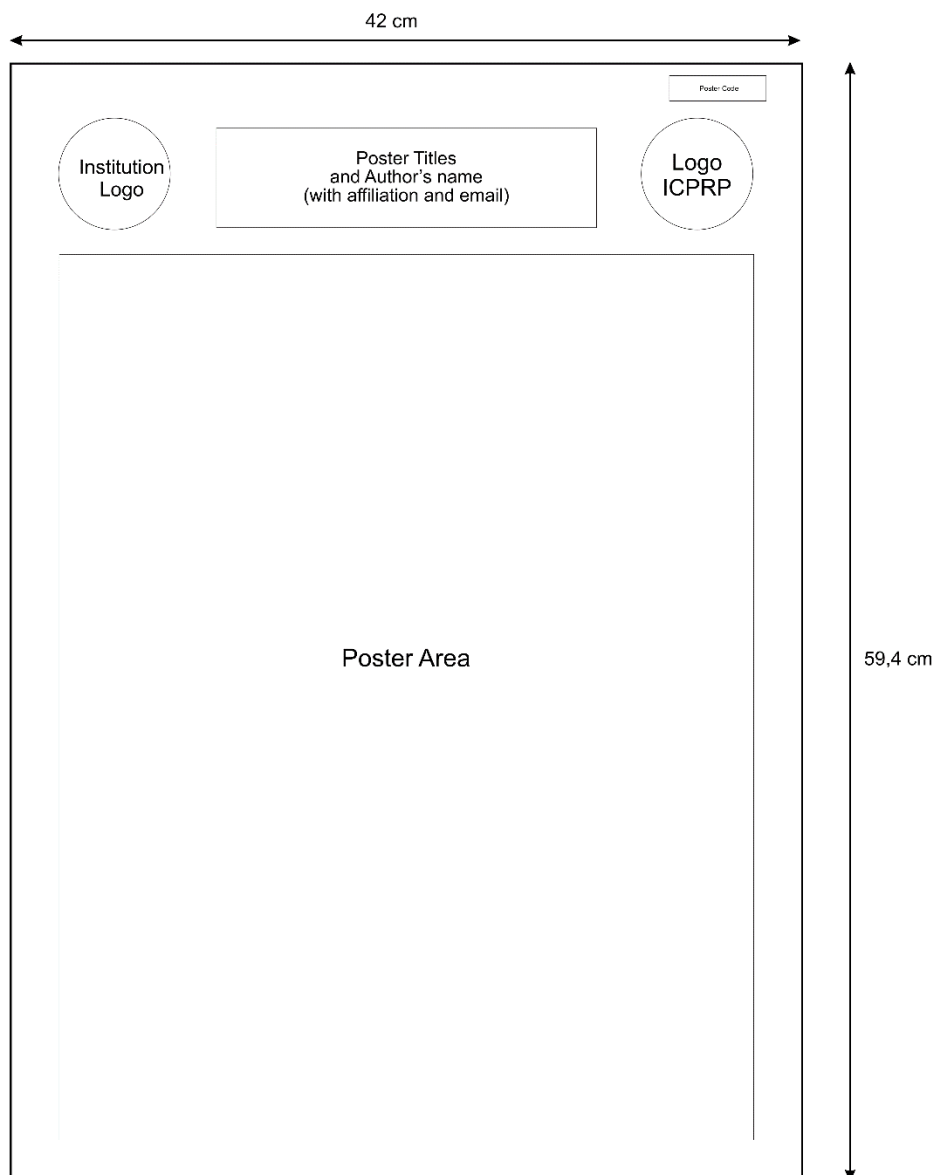 42 cm
Poster Code
Institution
Logo
Poster Titles
and Author's name
(with affiliation and email)
Logo
ICPRP
Poster Area
59,4 cm